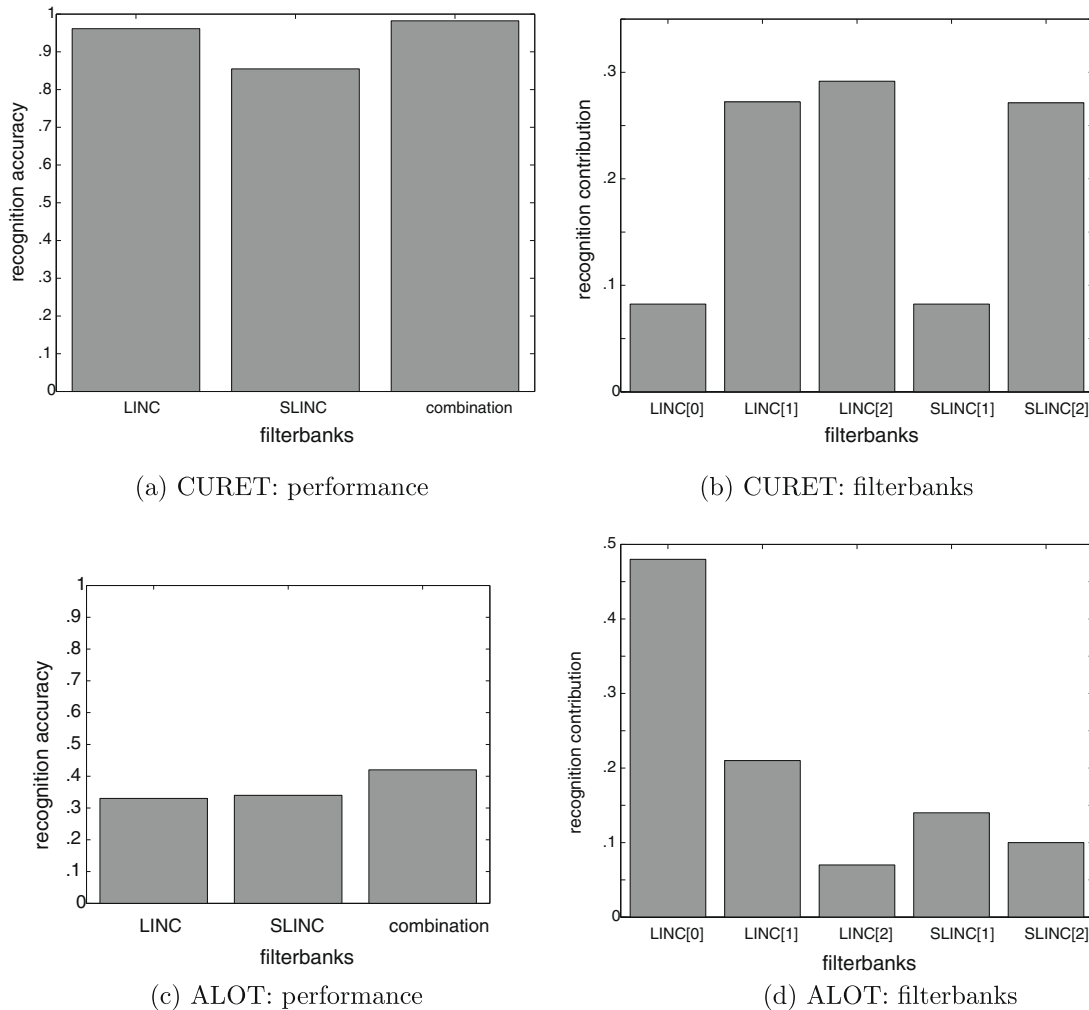 1
.9
.8
.7
.6
.5
.4
.3
.2
.1
0
recognition accuracy
LINC SLINC combination
filterbanks
(a) CURET: performance
.3
.2
.1
0
recognition contribution
LINC[0] LINC[1] LINC[2] SLINC[1] SLINC[2]
filterbanks
(b) CURET: filterbanks
1
.9
.8
.7
.6
.5
.4
.3
.2
.1
0
recognition accuracy
LINC SLINC combination
filterbanks
(c) ALOT: performance
.5
.4
.3
.2
0.1
0
recognition contribution
LINC[0] LINC[1] LINC[2] SLINC[1] SLINC[2]
filterbanks
(d) ALOT: filterbanks